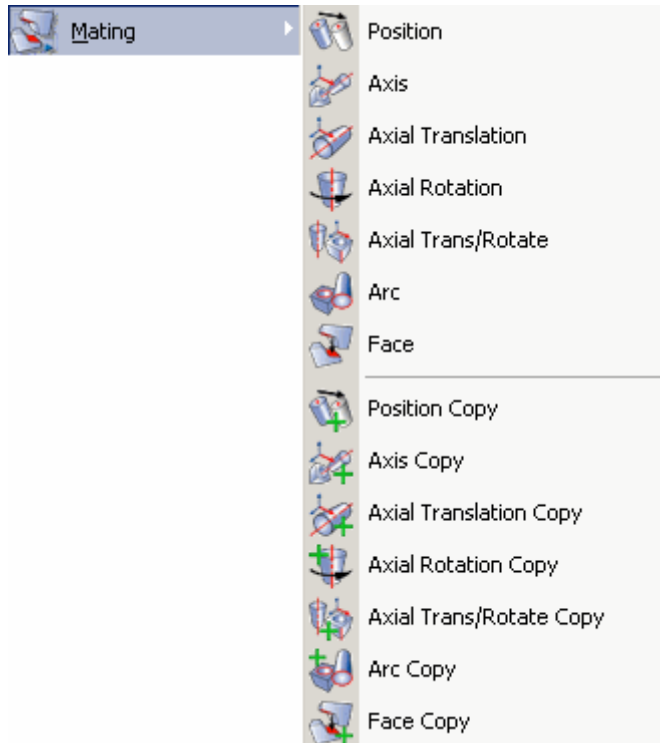 Mating
Position
Axis
Axial Translation
Axial Rotation
Axial Trans/Rotate
Arc
Face
Position Copy
Axis Copy
Axial Translation Copy
Axial Rotation Copy
Axial Trans/Rotate Copy
Arc Copy
Face Copy